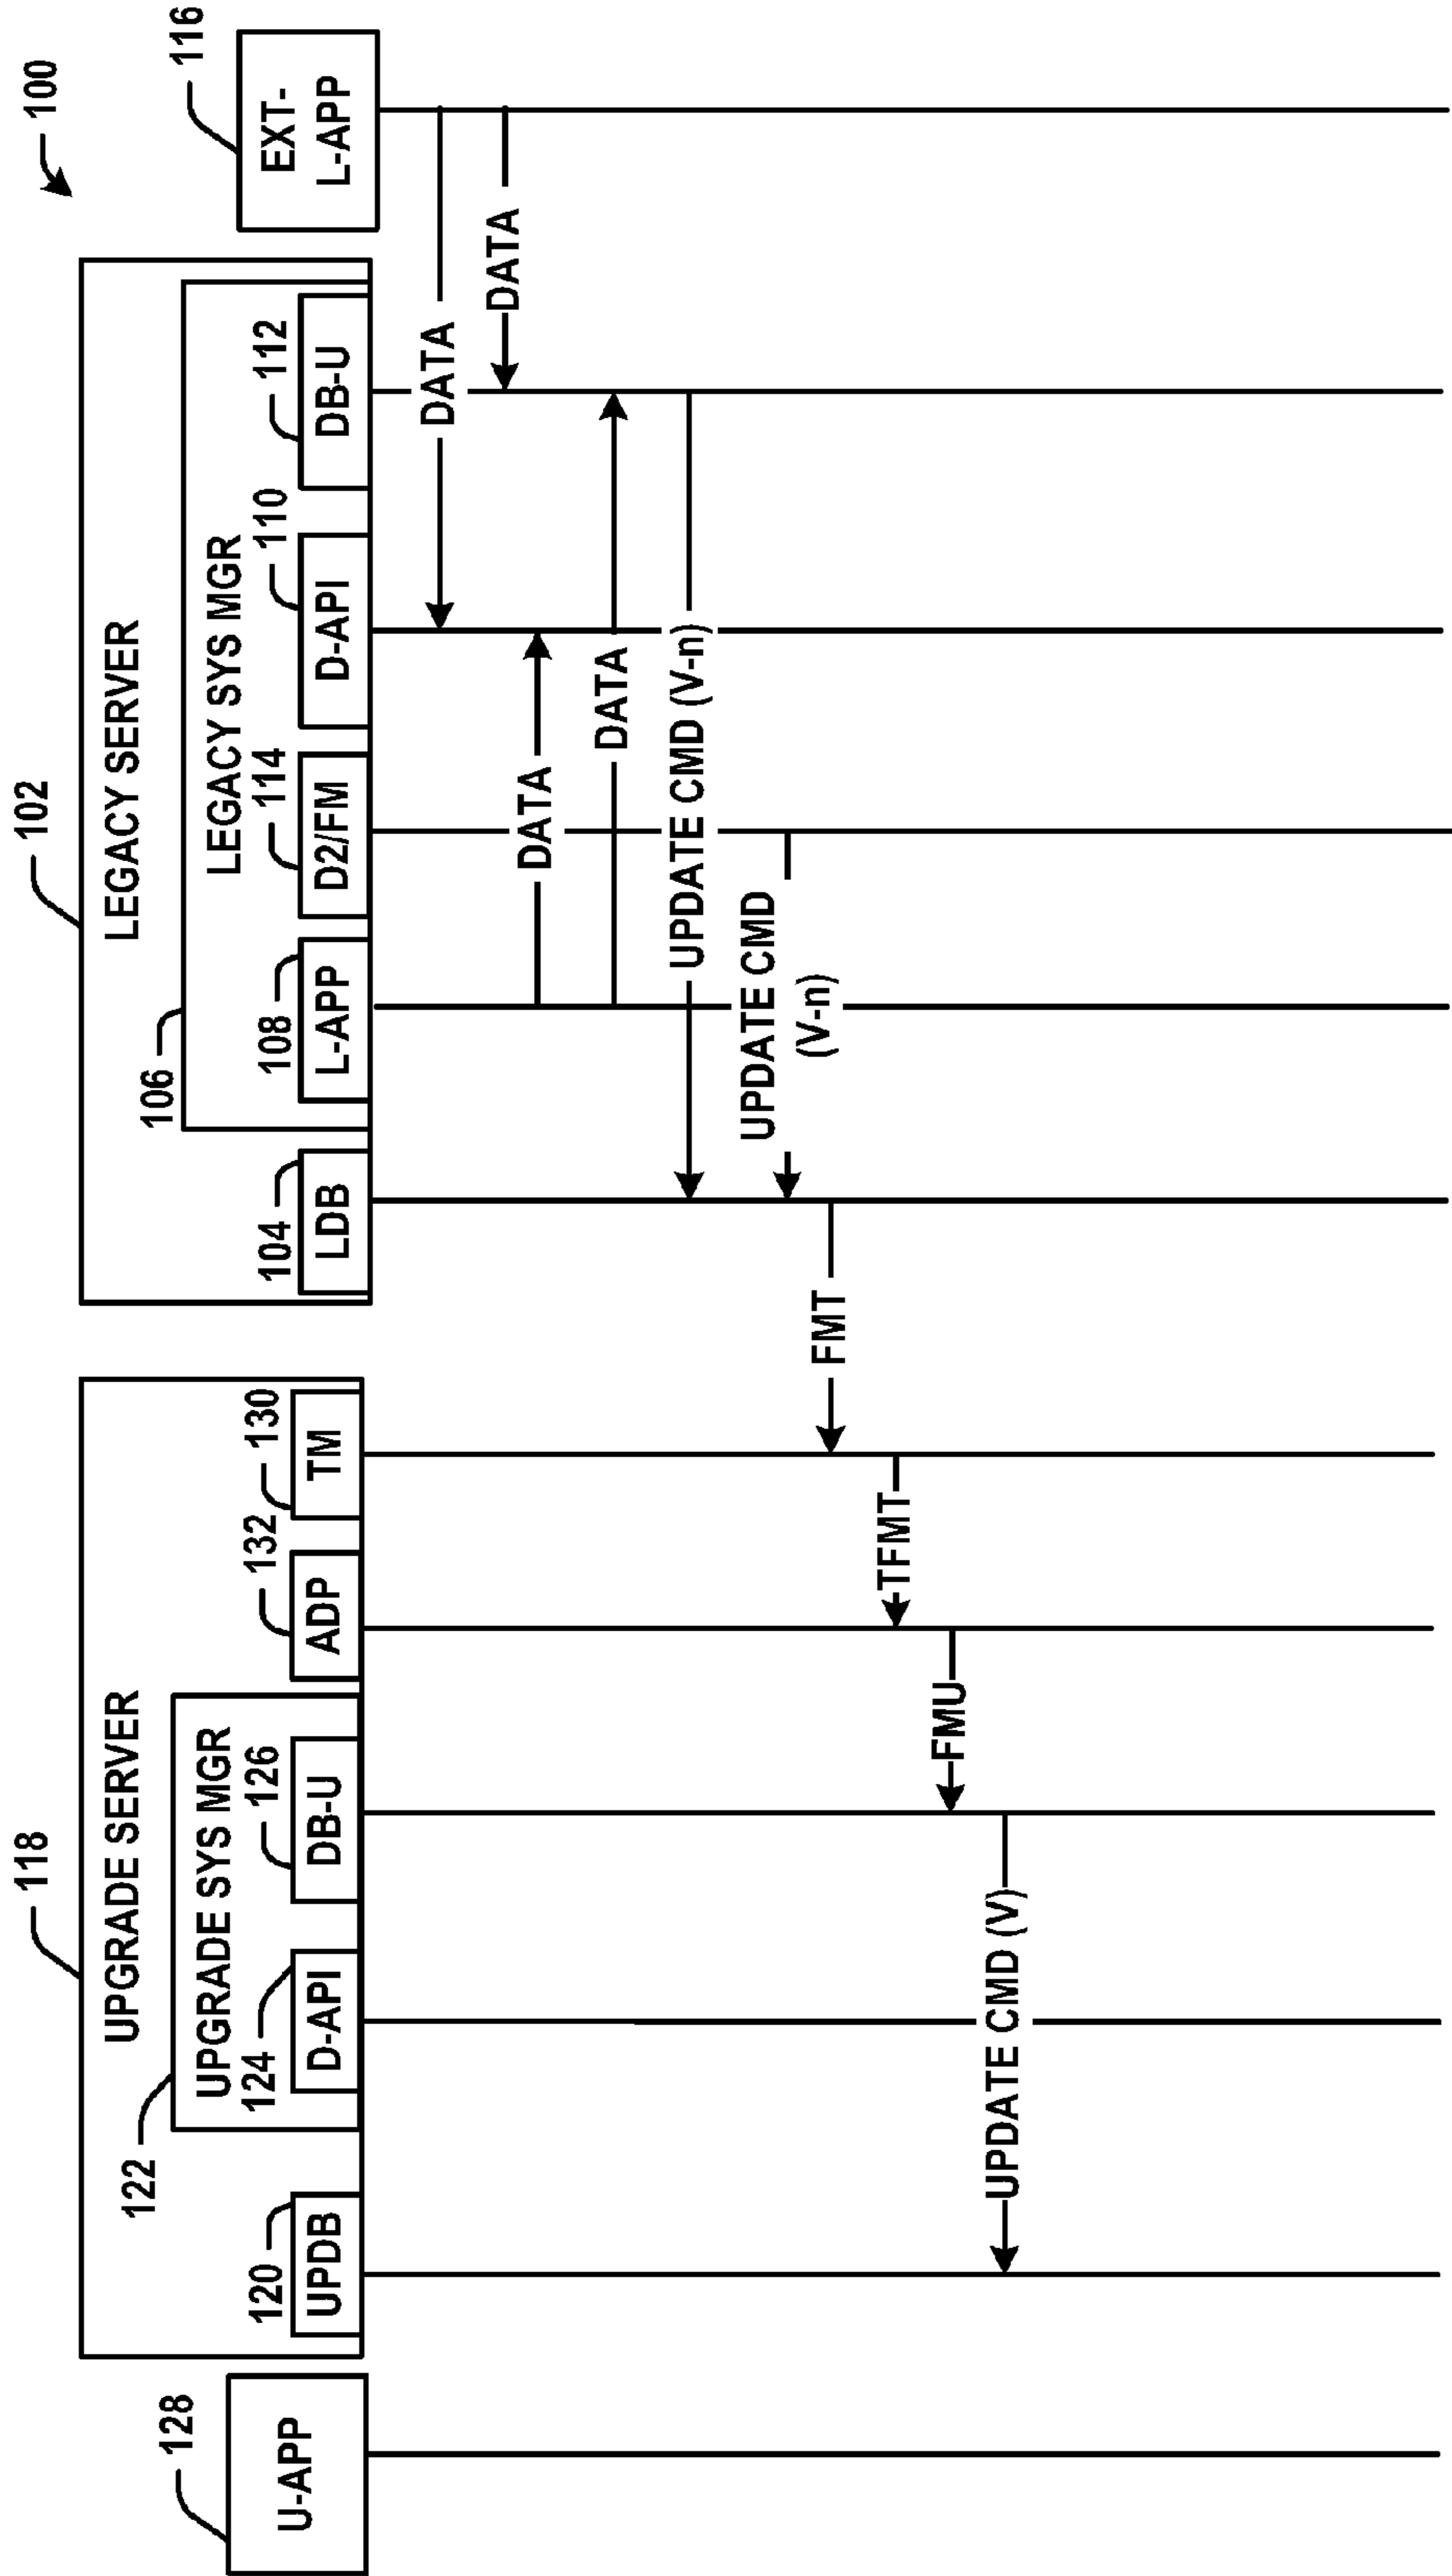 100
118
102
116
UPGRADE SERVER
LEGACY SERVER
128
122
UPGRADE SYS MGR
106
LEGACY SYS MGR
EXT-
L-APP
120
124
126
132
130
104
108
114
110
112
U-APP
UPDB
D-API
DB-U
ADP
TM
LDB
L-APP
D2/FM
D-API
DB-U
DATA
DATA
DATA
DATA
UPDATE CMD (V-n)
UPDATE CMD
(V-n)
FMT
TFMT
FMU
UPDATE CMD (V)